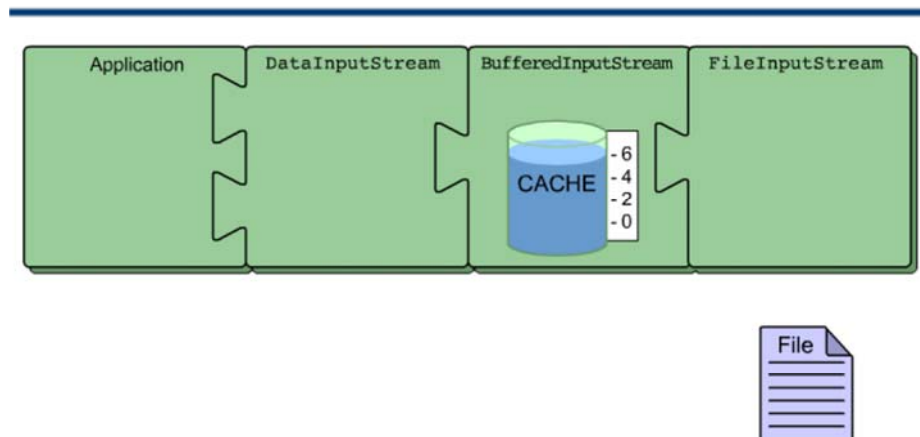 Application
DataInputStream
BufferedInputStream
FileInputStream
CACHE
- 6
- 4
- 2
- 0
File